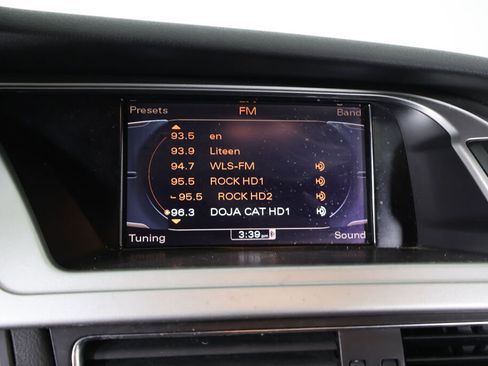 Presets FM Band
93.5 en
93.9 Liteen
94.7 WLS-FM
95.5 ROCK HD1
95.5 ROCK HD2
96.3 DOJA CAT HD1
Tuning 3:39 pm Sound